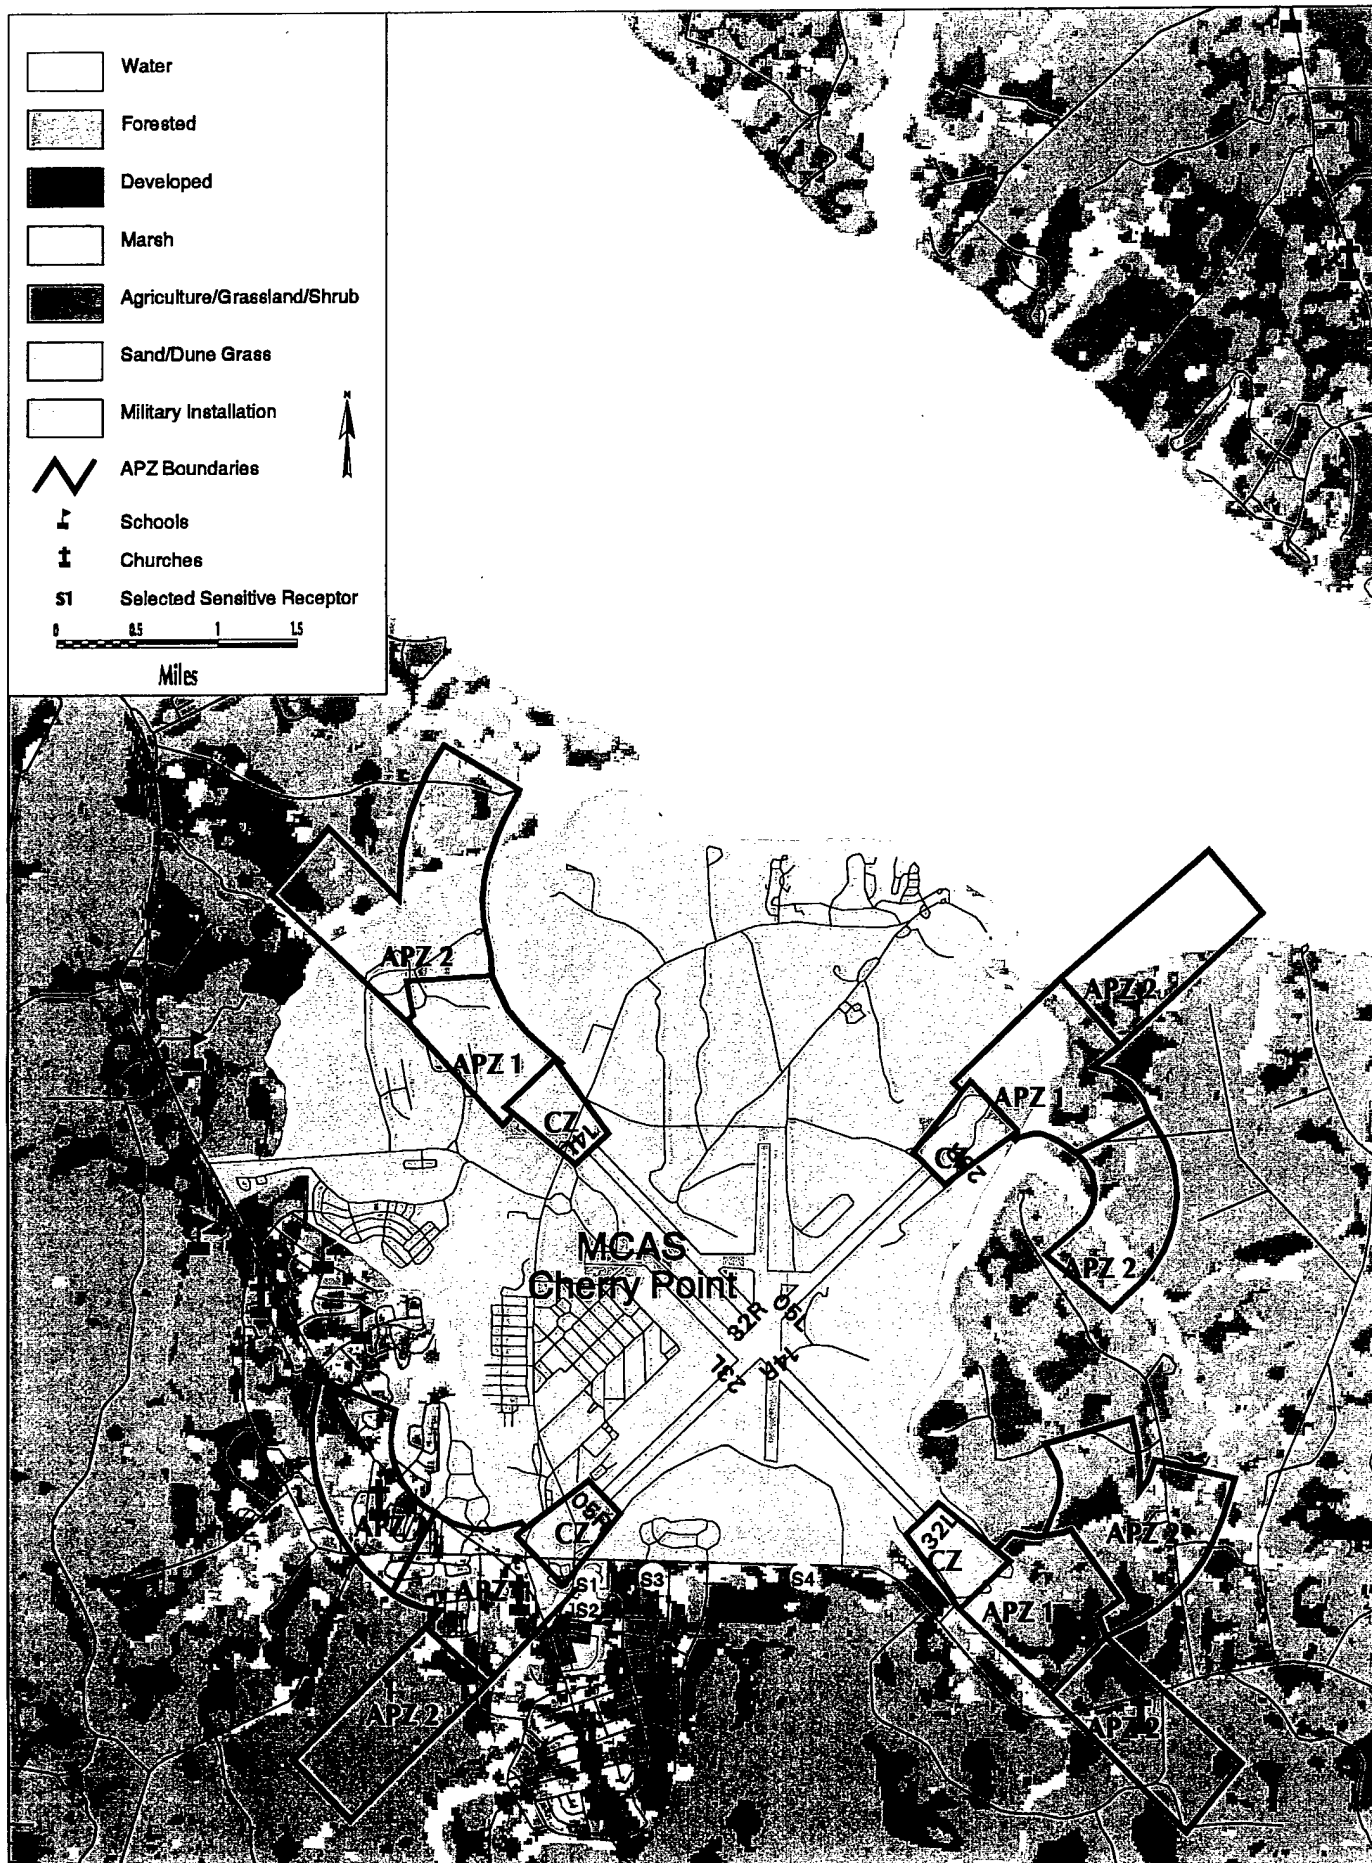 Water
Forested
Developed
Marsh
Agriculture/Grassland/Shrub
Sand/Dune Grass
Military Installation
N
APZ Boundaries
Schools
Churches
S1 Selected Sensitive Receptor
0 0.5 1 1.5
Miles
APZ 2
APZ 1
CZ
14L
APZ 2
APZ 1
23R
APZ 2
MCAS
Cherry Point
32R
05L
23L
14R
APZ 2
CZ
32L
CZ
APZ 2
S1
S3
S4
S2
APZ 1
APZ 1
APZ 2
APZ 2